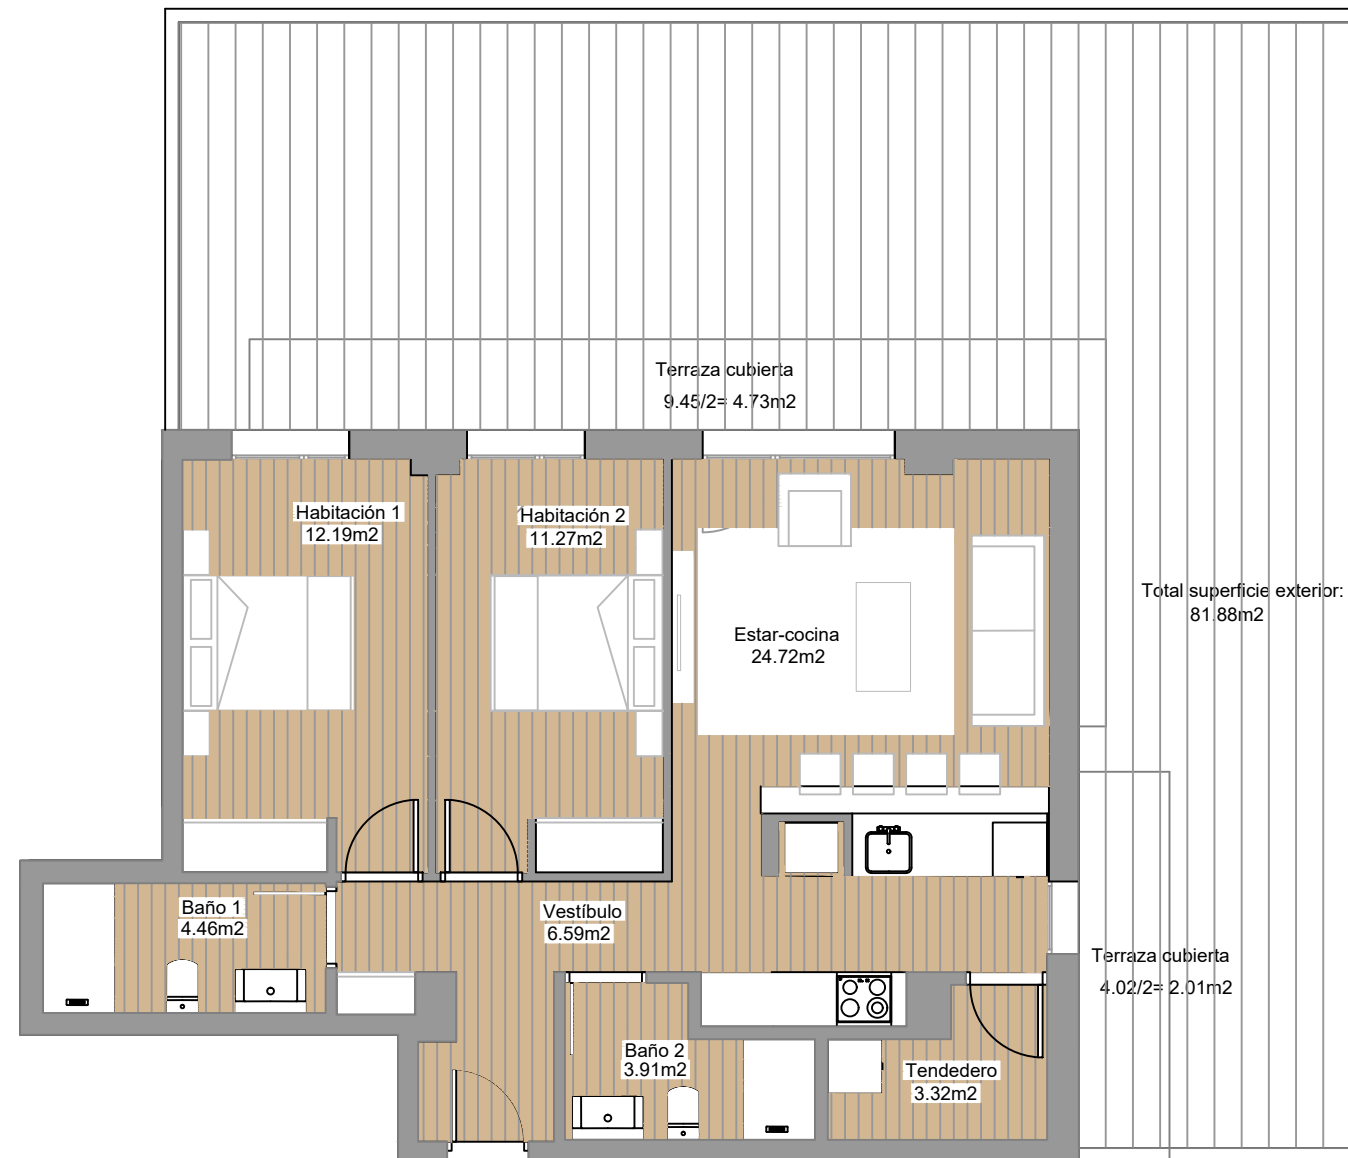 Terraza cubierta
9.45/2= 4.73m2
Habitación 1
12.19m2
Habitación 2
11.27m2
Total superficie exterior:
81.88m2
Estar-cocina
24.72m2
Baño 1
4.46m2
Vestíbulo
6.59m2
Terraza cubierta
4.02/2= 2.01m2
Baño 2
3.91m2
Tendedero
3.32m2